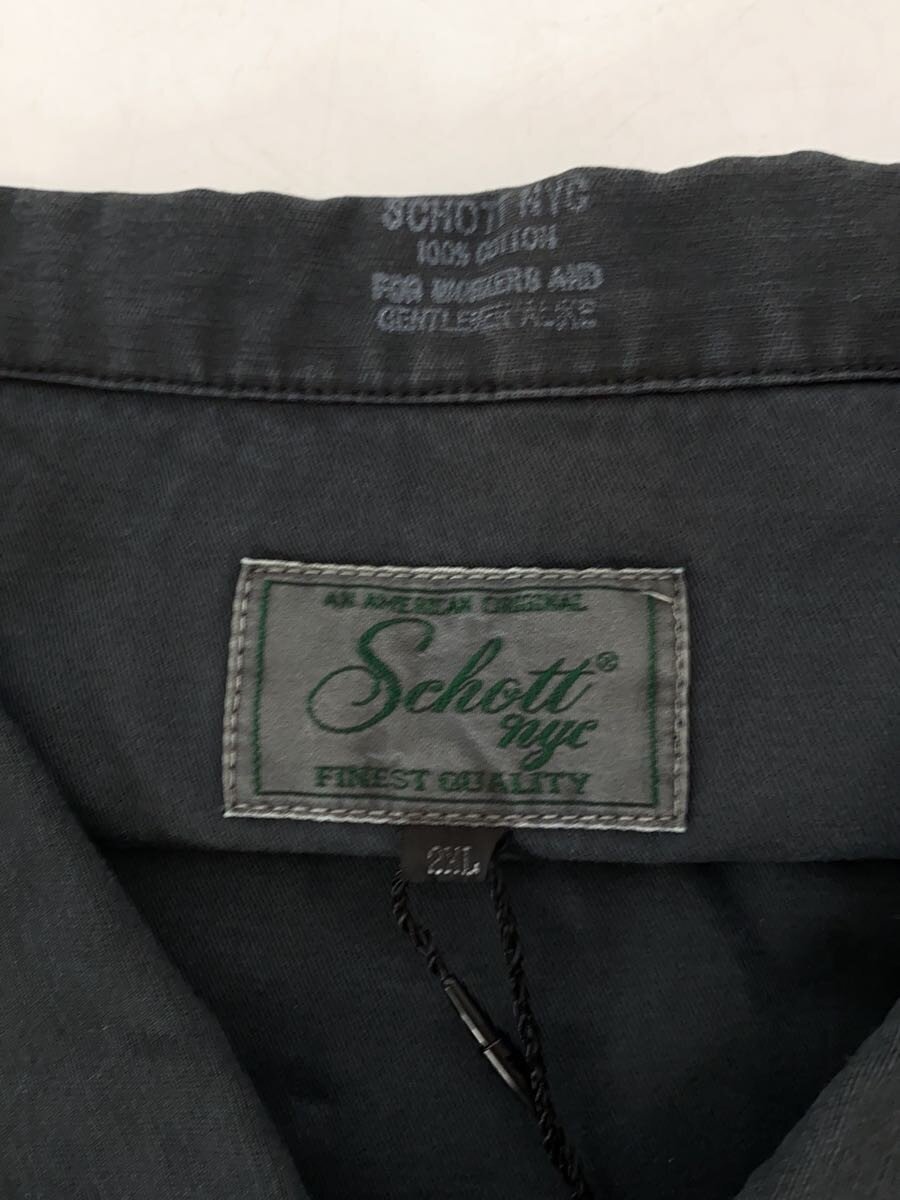 SCHOTT NYC
100% COTTON
FOR WORKERS AND
GENTLEMEN ALIKE
AN AMERICAN ORIGINAL
Schott®
nyc
FINEST QUALITY
2XL